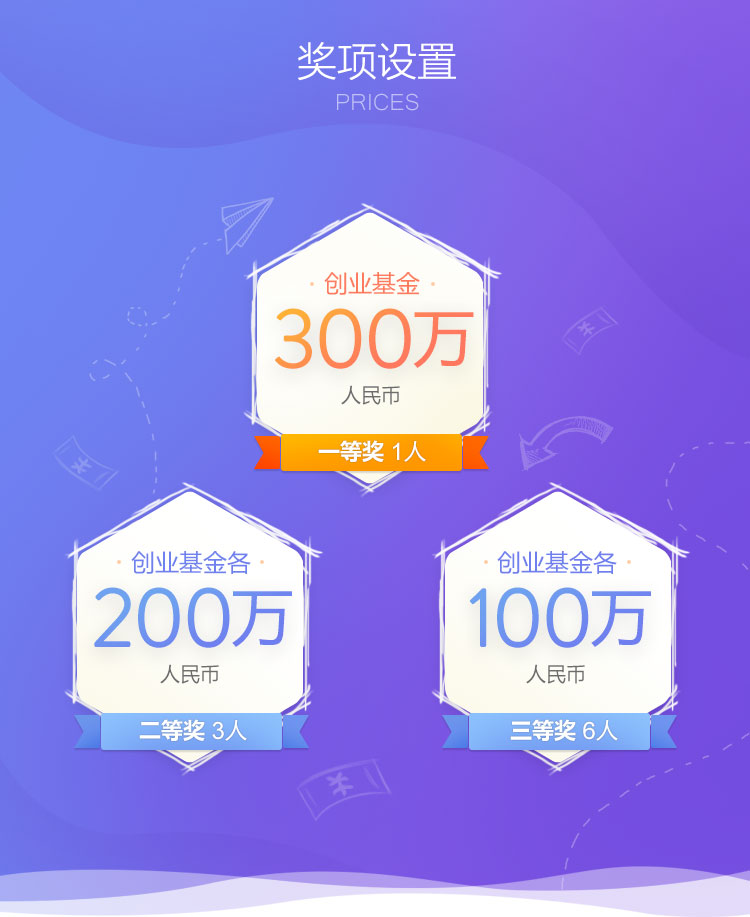 奖项设置
PRICES
· 创业基金 ·
300万
人民币
一等奖 1人
· 创业基金各 ·
200万
人民币
二等奖 3人
· 创业基金各 ·
100万
人民币
三等奖 6人